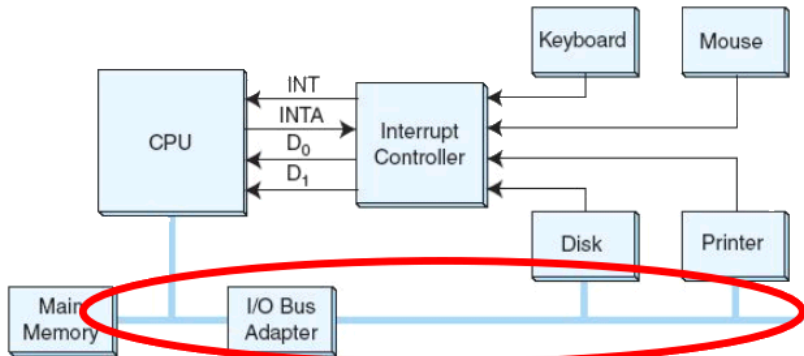 Keyboard
Mouse
INT
INTA
D₀
D₁
CPU
Interrupt
Controller
Disk
Printer
Main
Memory
I/O Bus
Adapter